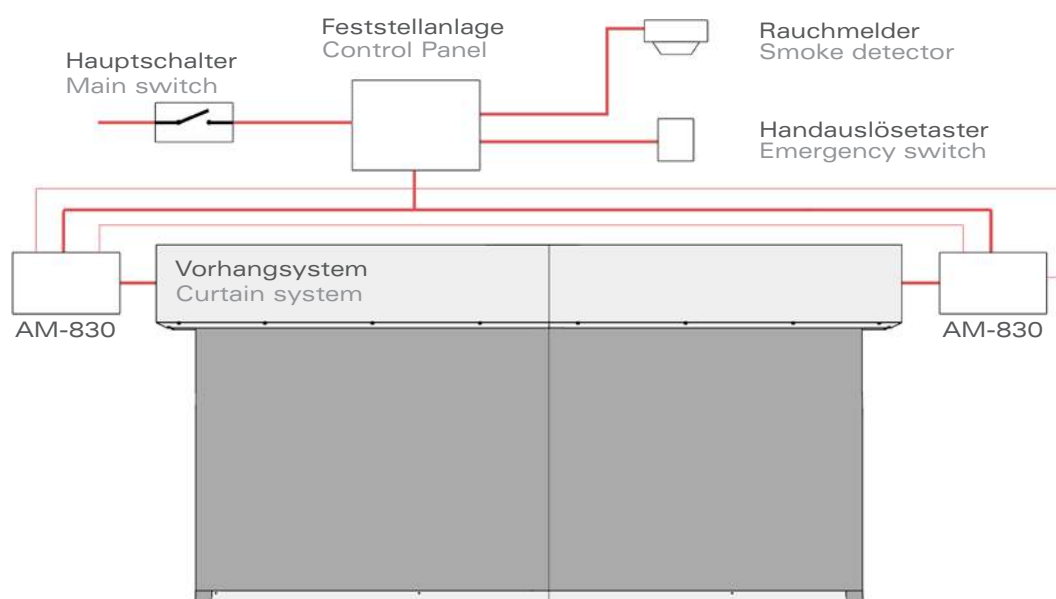 Feststellanlage
Control Panel
Rauchmelder
Smoke detector
Hauptschalter
Main switch
Handauslösetaster
Emergency switch
Vorhangsystem
Curtain system
AM-830
AM-830